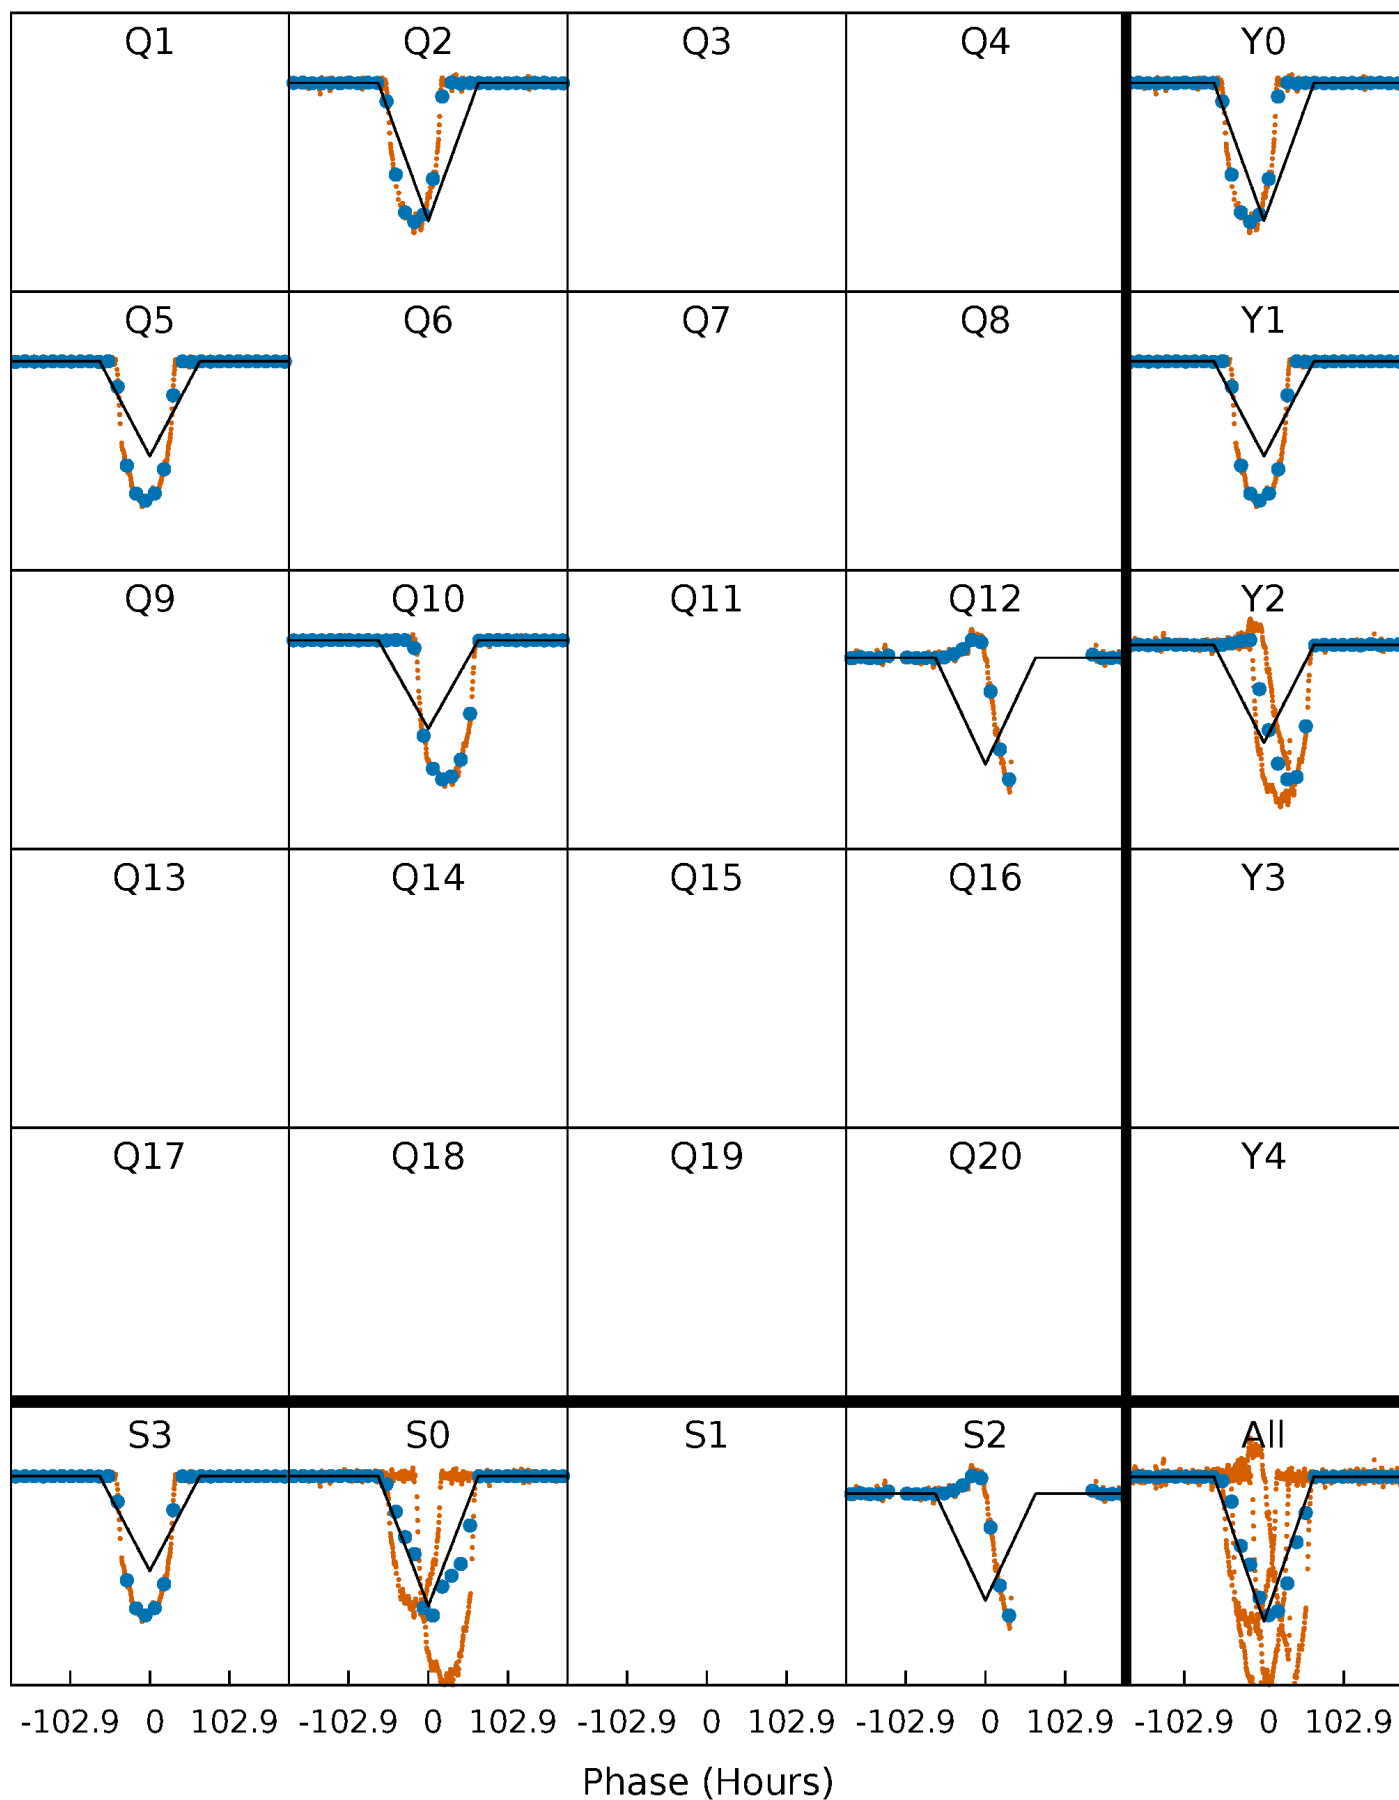 Q1 Q2 Q3 Q4 Y0
Q5 Q6 Q7 Q8 Y1
Q9 Q10 Q11 Q12 Y2
Q13 Q14 Q15 Q16 Y3
Q17 Q18 Q19 Q20 Y4
S3 S0 S1 S2 All
-102.9 0 102.9 -102.9 0 102.9 -102.9 0 102.9 -102.9 0 102.9 -102.9 0 102.9
Phase (Hours)